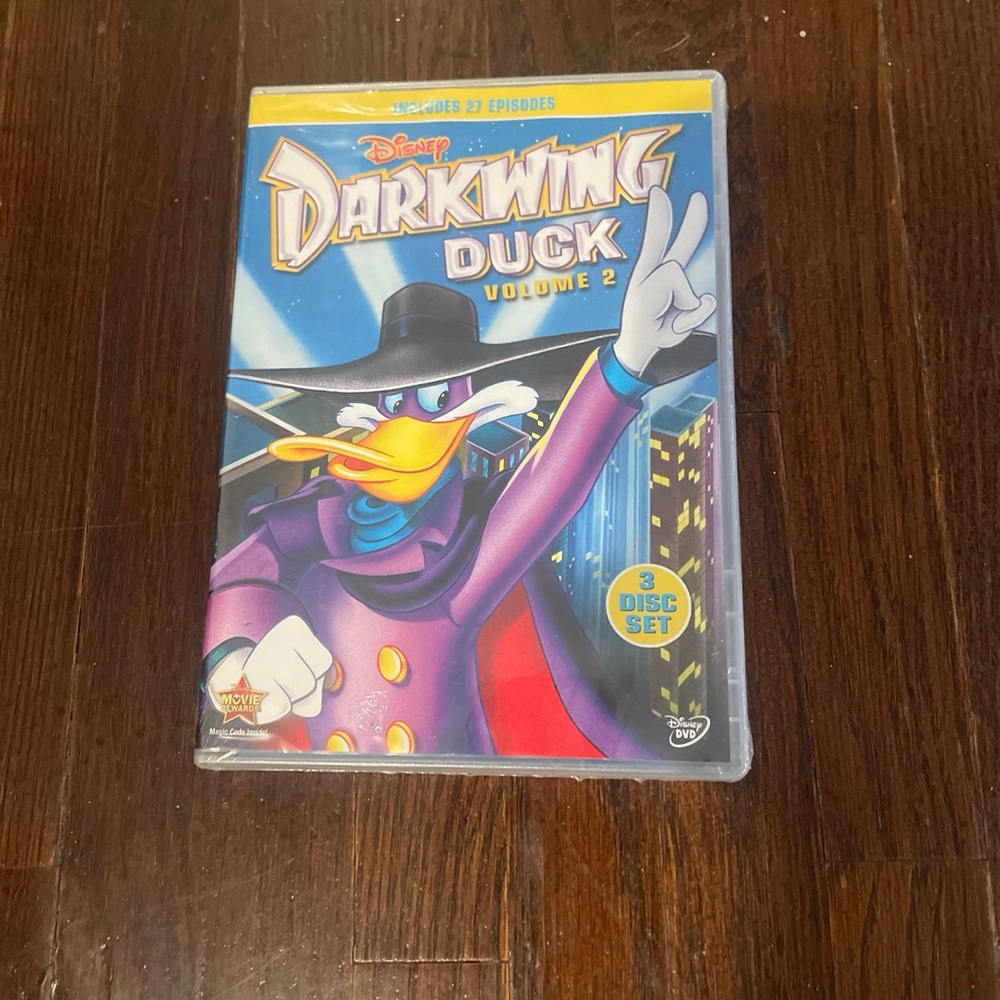 INCLUDES 27 EPISODES
Disney
DARKWING
DUCK
VOLUME 2
3
DISC
SET
MOVIE
REWARDS
Magic Code Inside!
Disney
DVD